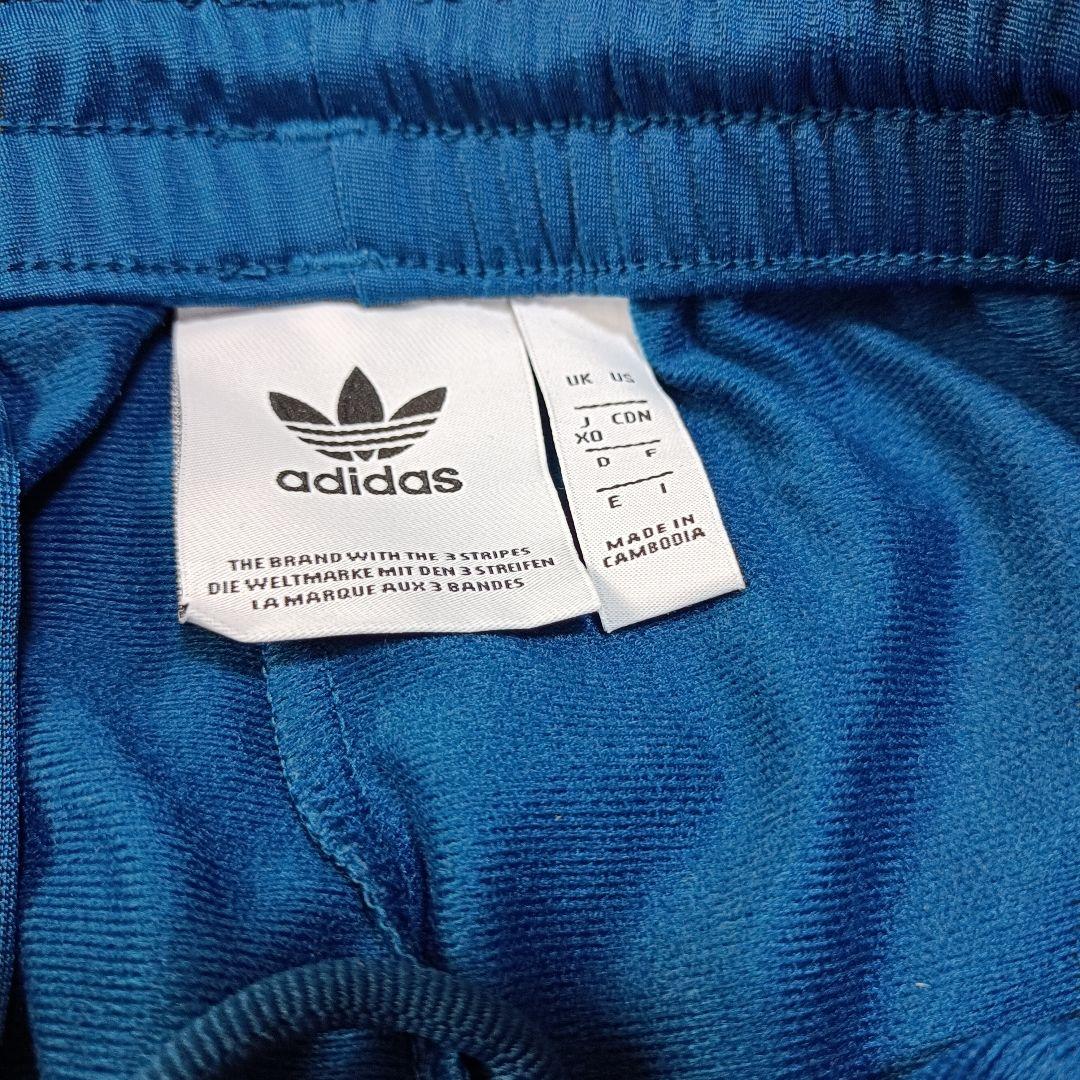 adidas
THE BRAND WITH THE 3 STRIPES
DIE WELTMARKE MIT DEN 3 STREIFEN
LA MARQUE AUX 3 BANDES
UK US
J CDN
XO
D F
E I
MADE IN
CAMBODIA